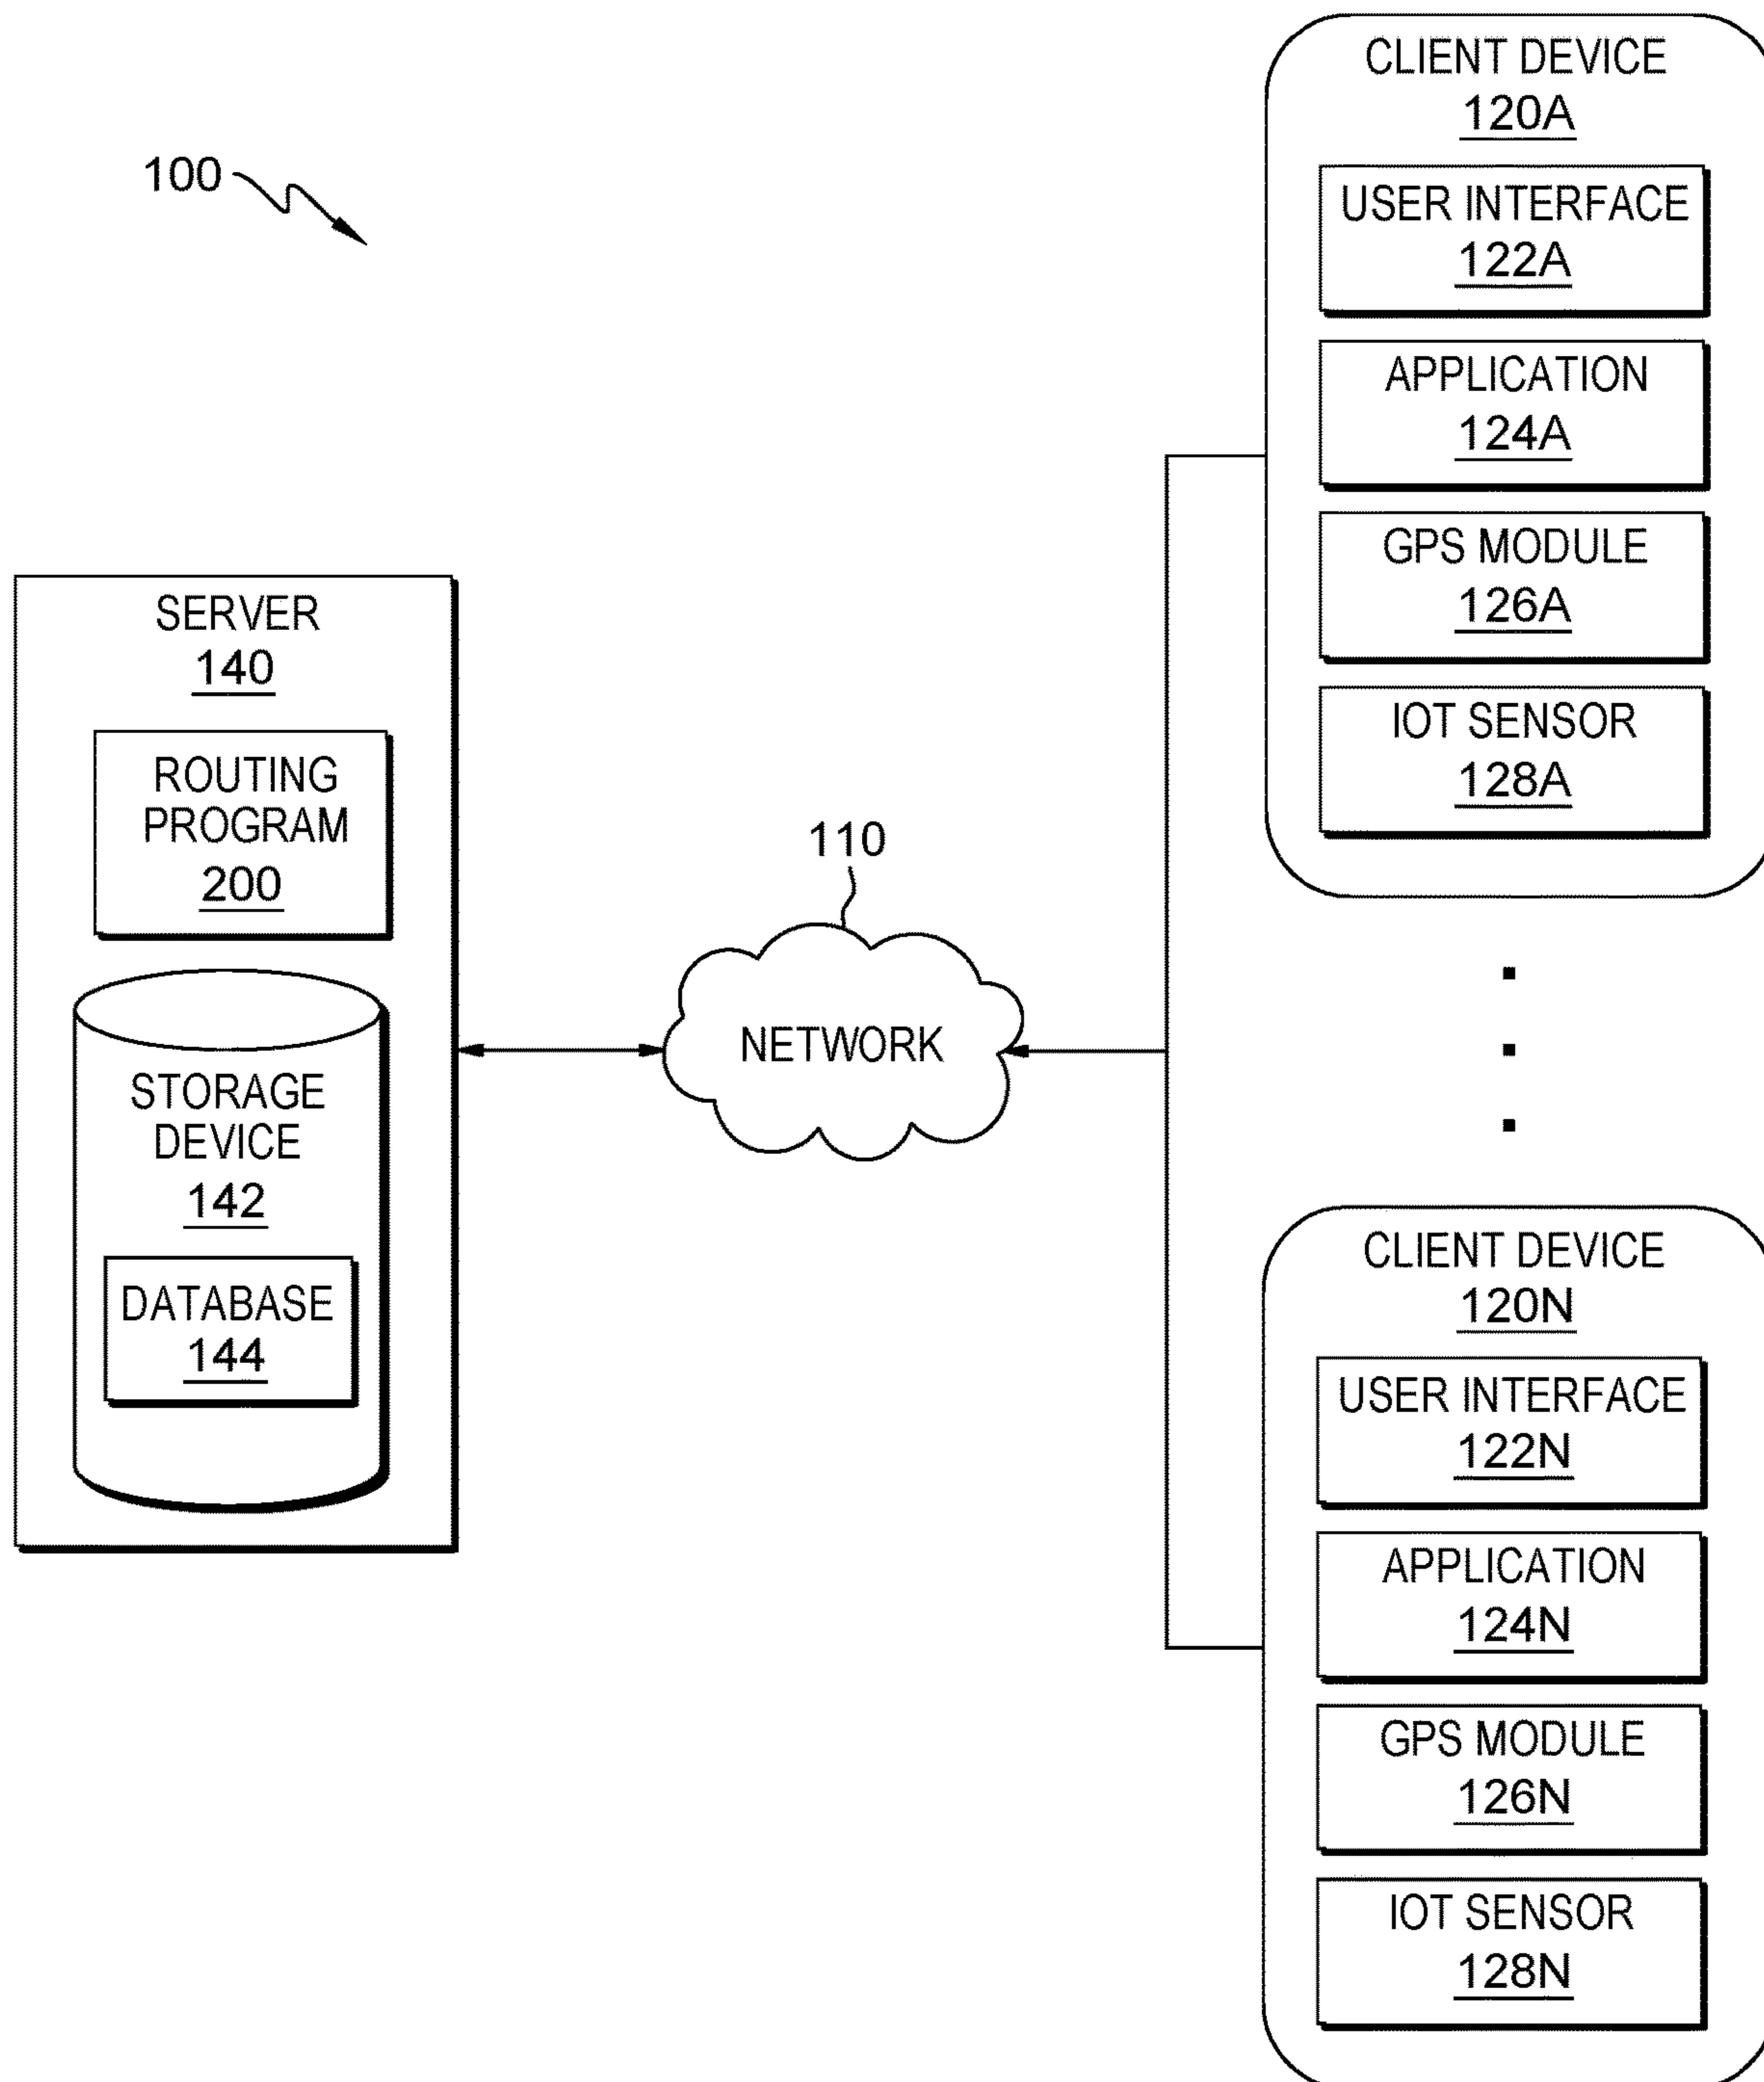 100
SERVER
140
ROUTING
PROGRAM
200
STORAGE
DEVICE
142
DATABASE
144
110
NETWORK
CLIENT DEVICE
120A
USER INTERFACE
122A
APPLICATION
124A
GPS MODULE
126A
IOT SENSOR
128A
CLIENT DEVICE
120N
USER INTERFACE
122N
APPLICATION
124N
GPS MODULE
126N
IOT SENSOR
128N